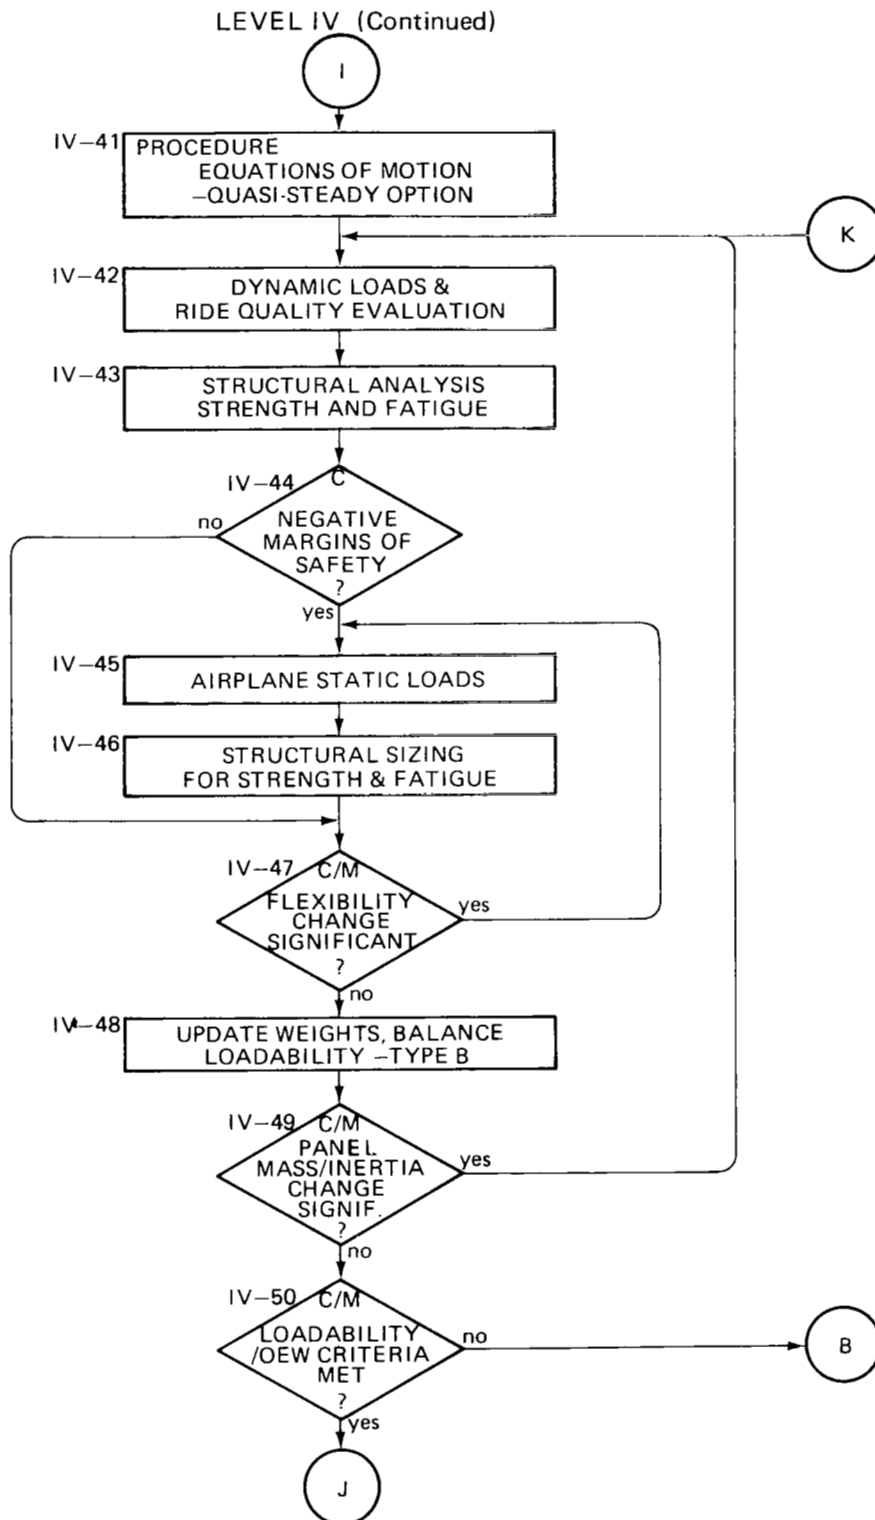 LEVEL IV (Continued)
I
IV–41
PROCEDURE
EQUATIONS OF MOTION
–QUASI-STEADY OPTION
K
IV–42
DYNAMIC LOADS &
RIDE QUALITY EVALUATION
IV–43
STRUCTURAL ANALYSIS
STRENGTH AND FATIGUE
IV–44
C
no
NEGATIVE
MARGINS OF
SAFETY
?
yes
IV–45
AIRPLANE STATIC LOADS
IV–46
STRUCTURAL SIZING
FOR STRENGTH & FATIGUE
IV–47
C/M
FLEXIBILITY
CHANGE
SIGNIFICANT
?
yes
no
IV–48
UPDATE WEIGHTS, BALANCE
LOADABILITY –TYPE B
IV–49
C/M
PANEL
MASS/INERTIA
CHANGE
SIGNIF.
?
yes
no
IV–50
C/M
LOADABILITY
/OEW CRITERIA
MET
?
no
B
yes
J